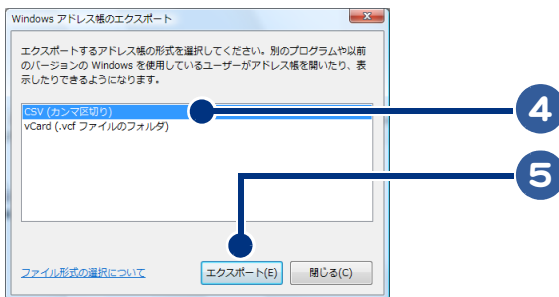 Windows アドレス帳のエクスポート
エクスポートするアドレス帳の形式を選択してください。別のプログラムや以前
のバージョンの Windows を使用しているユーザーがアドレス帳を開いたり、表
示したりできるようになります。
CSV (カンマ区切り)
4
vCard (.vcf ファイルのフォルダ)
5
ファイル形式の選択について
エクスポート(E)
閉じる(C)